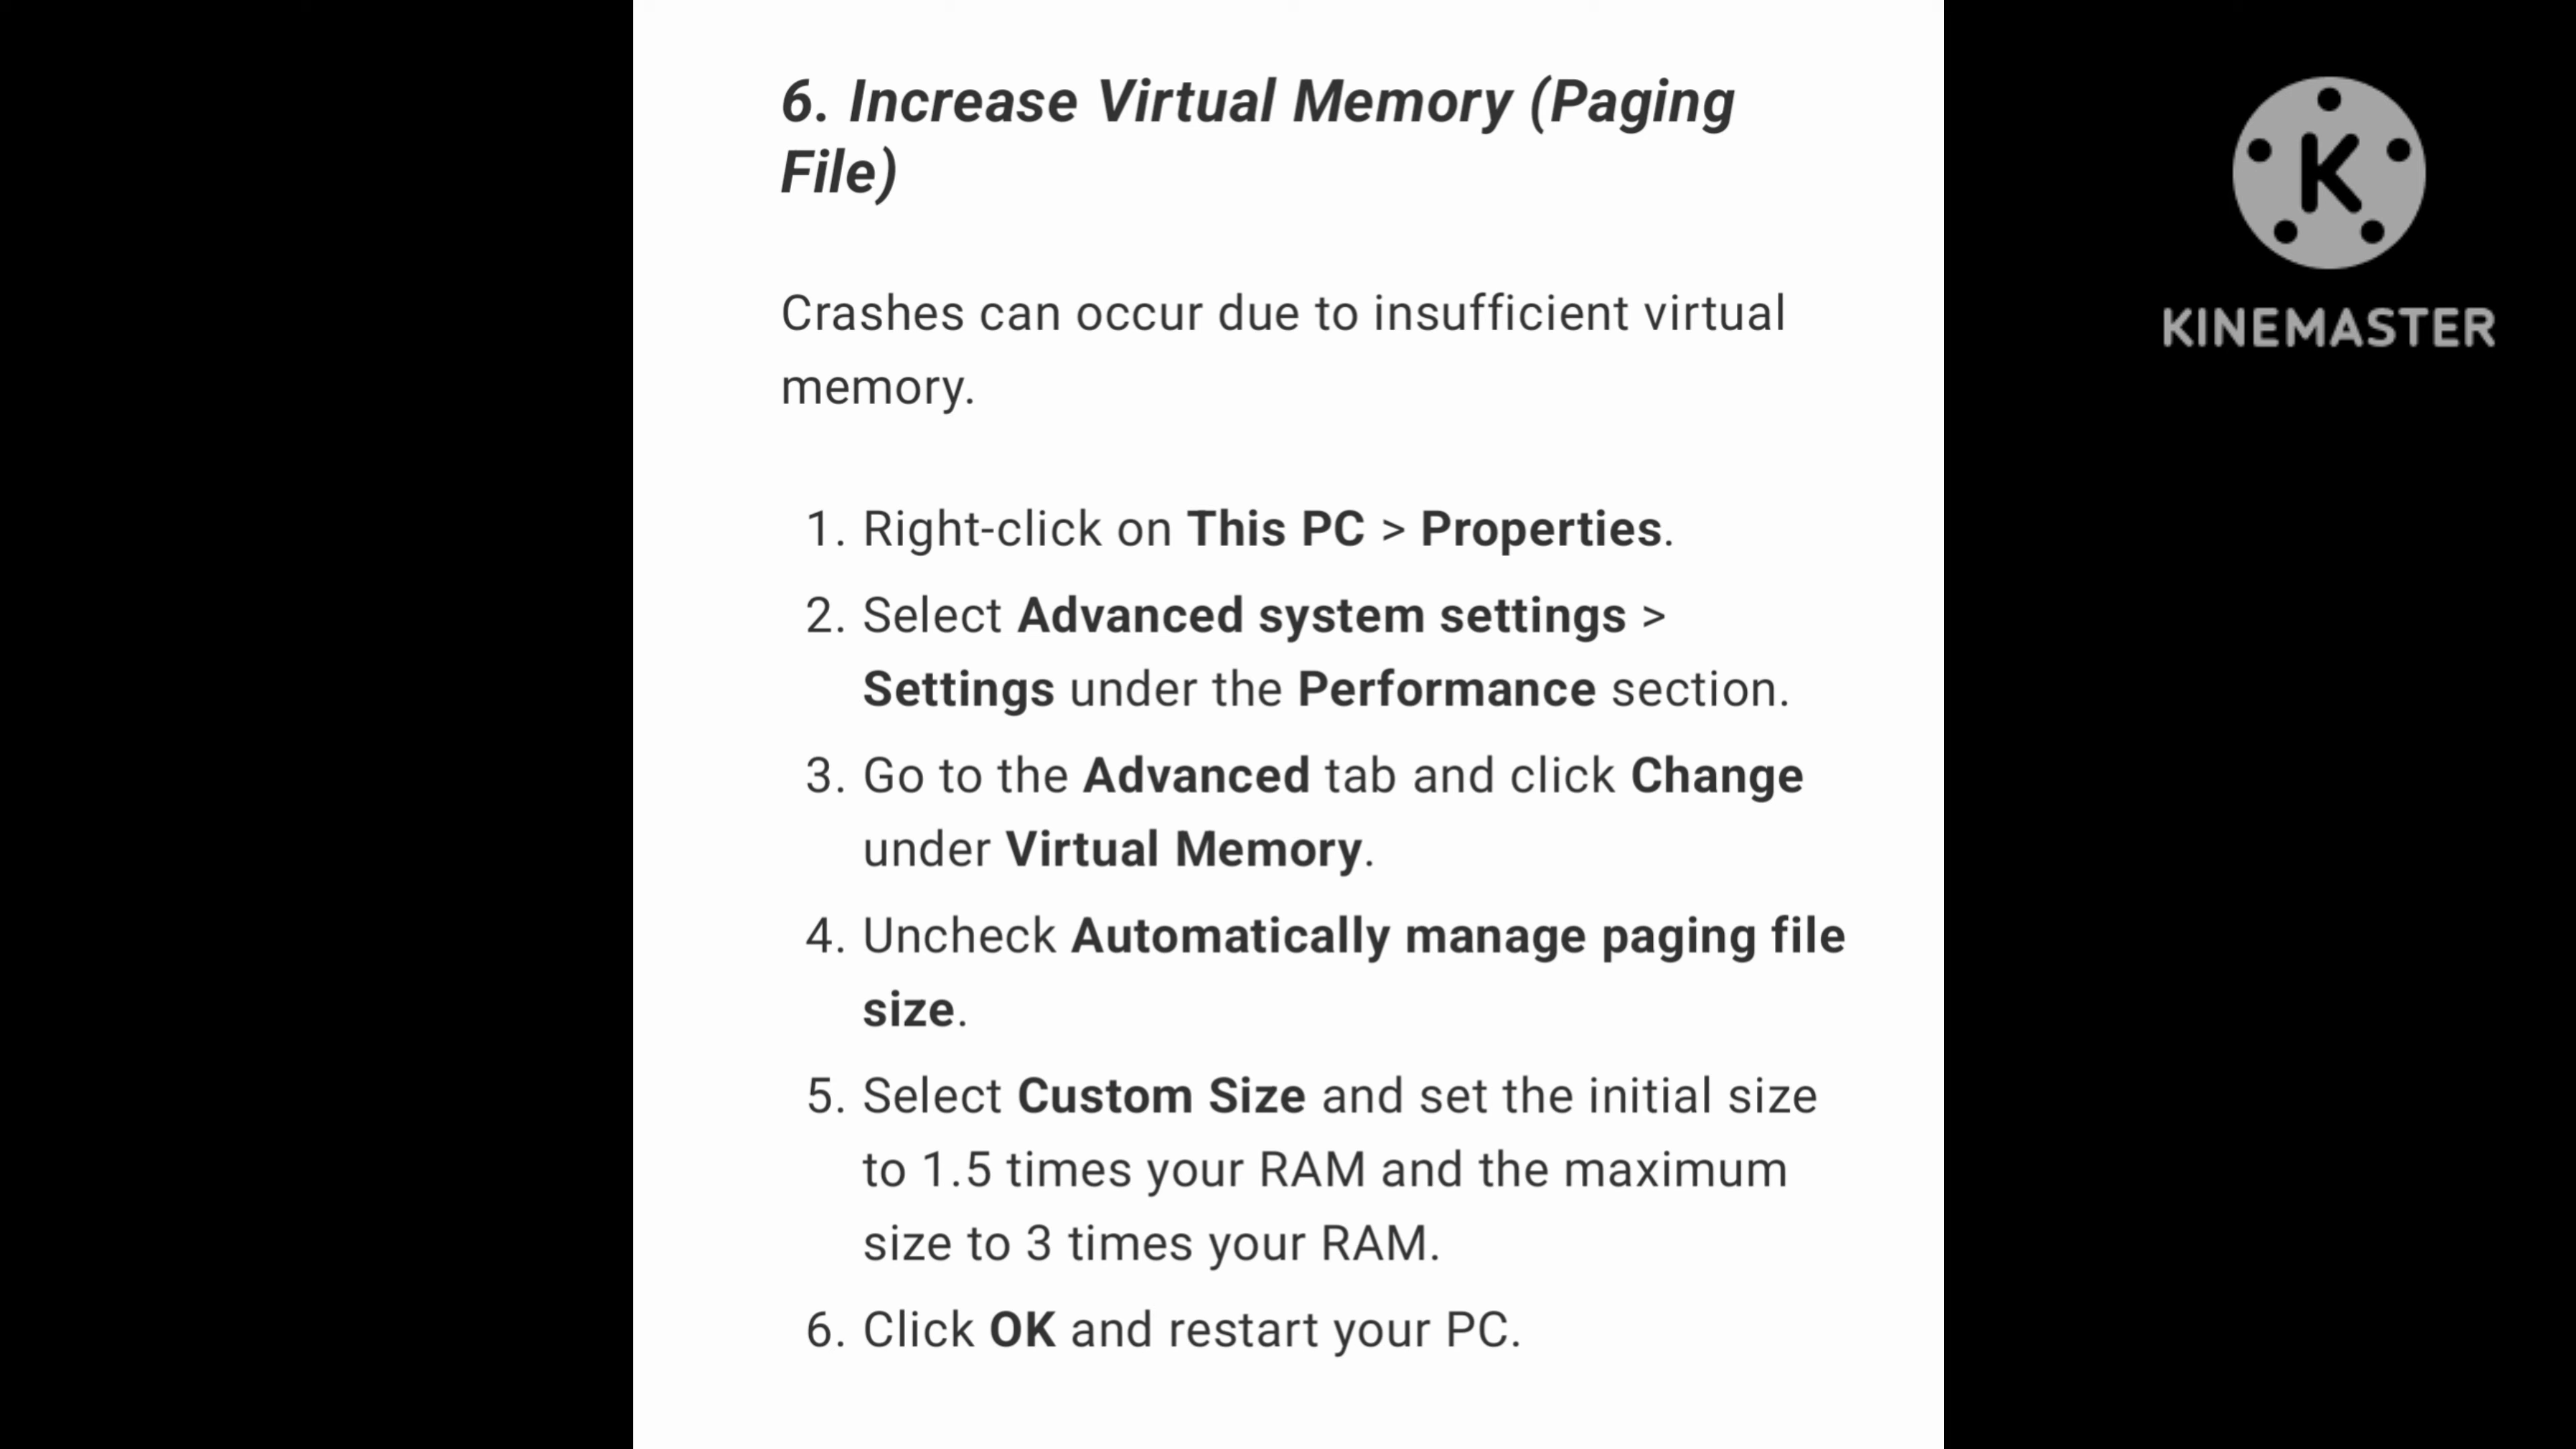 6. Increase Virtual Memory (Paging
File)
Crashes can occur due to insufficient virtual
memory.
1. Right-click on This PC > Properties.
2. Select Advanced system settings >
Settings under the Performance section.
3. Go to the Advanced tab and click Change
under Virtual Memory.
4. Uncheck Automatically manage paging file
size.
5. Select Custom Size and set the initial size
to 1.5 times your RAM and the maximum
size to 3 times your RAM.
6. Click OK and restart your PC.
K
KINEMASTER